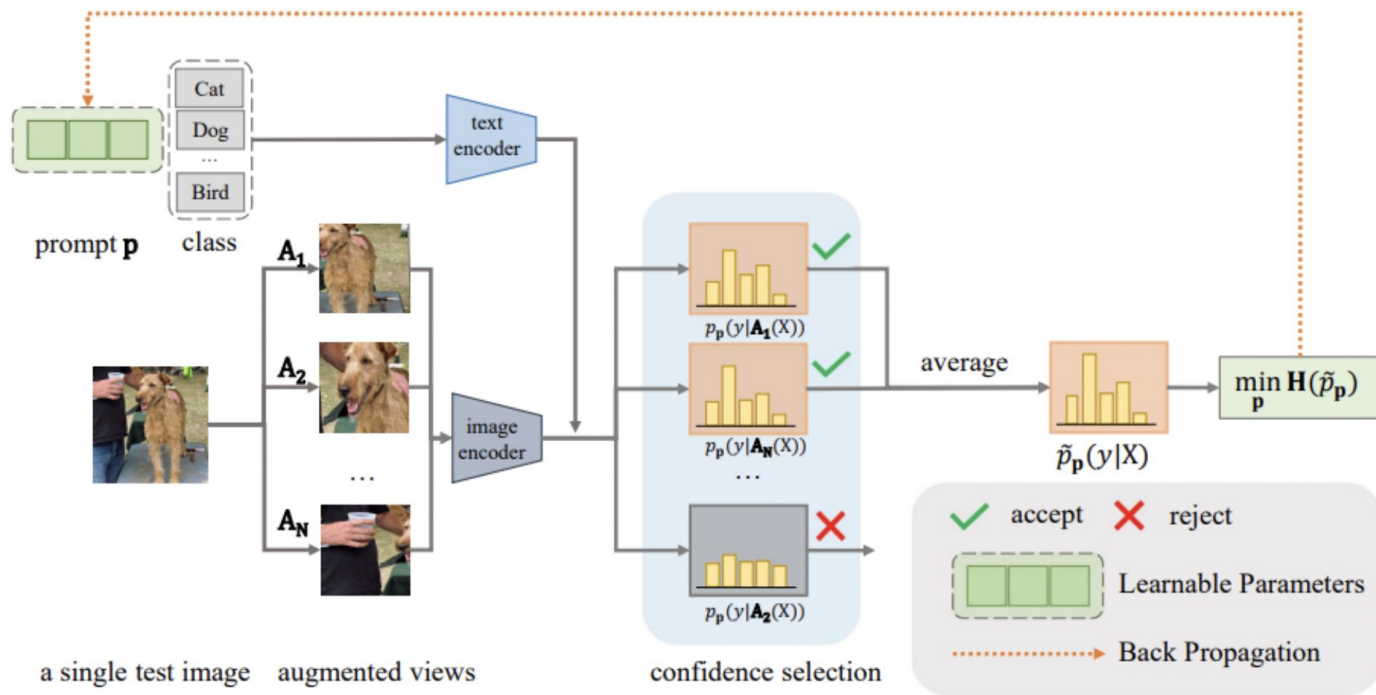 Cat
Dog
...
Bird
prompt p
class
text
encoder
A1
A2
...
AN
image
encoder
pp(y|A1(X))
pp(y|AN(X))
...
pp(y|A2(X))
average
p̃p(y|X)
min H(p̃p)
p
accept
reject
Learnable Parameters
Back Propagation
a single test image
augmented views
confidence selection